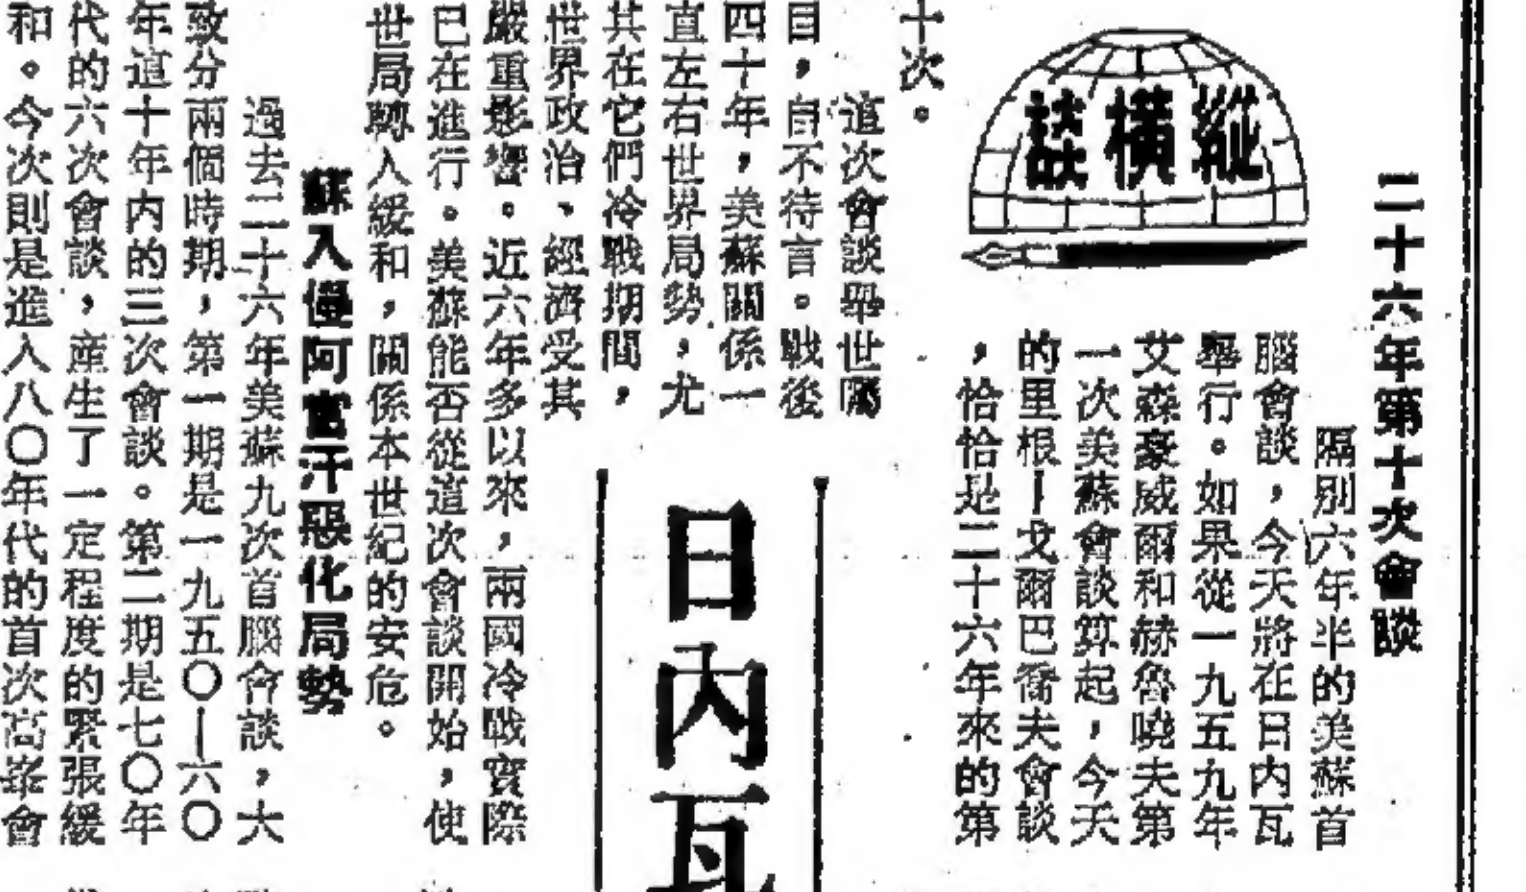 二十六年第十次會談
縱橫談
隔別六年半的美蘇首
腦會談，今天將在日內瓦
舉行。如果從一九五九年
艾森豪威爾和赫魯曉夫第
一次美蘇會談算起，今天
的里根—戈爾巴喬夫會談
，恰恰是二十六年來的第
十次。
這次會談舉世矚
目，自不待言。戰後
四十年，美蘇關係一
直左右世界局勢，尤
其在它們冷戰期間，
世界政治、經濟受其
嚴重影響。近六年多以來，兩國冷戰實際
已在進行。美蘇能否從這次會談開始，使
世局轉入緩和，關係本世紀的安危。
日內瓦
蘇入侵阿富汗惡化局勢
過去二十六年美蘇九次首腦會談，大
致分兩個時期，第一期是一九五〇—六〇
年這十年內的三次會談。第二期是七〇年
代的六次會談，產生了一定程度的緊張緩
和。今次則是進入八〇年代的首次高峯會